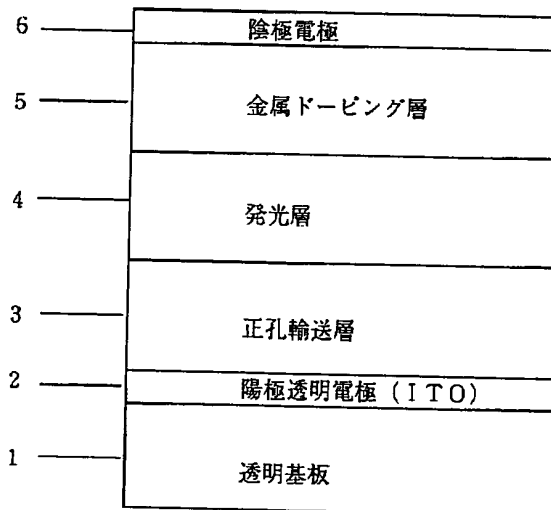 6 陰極電極
5 金属ドーピング層
4 発光層
3 正孔輸送層
2 陽極透明電極(ITO)
1 透明基板